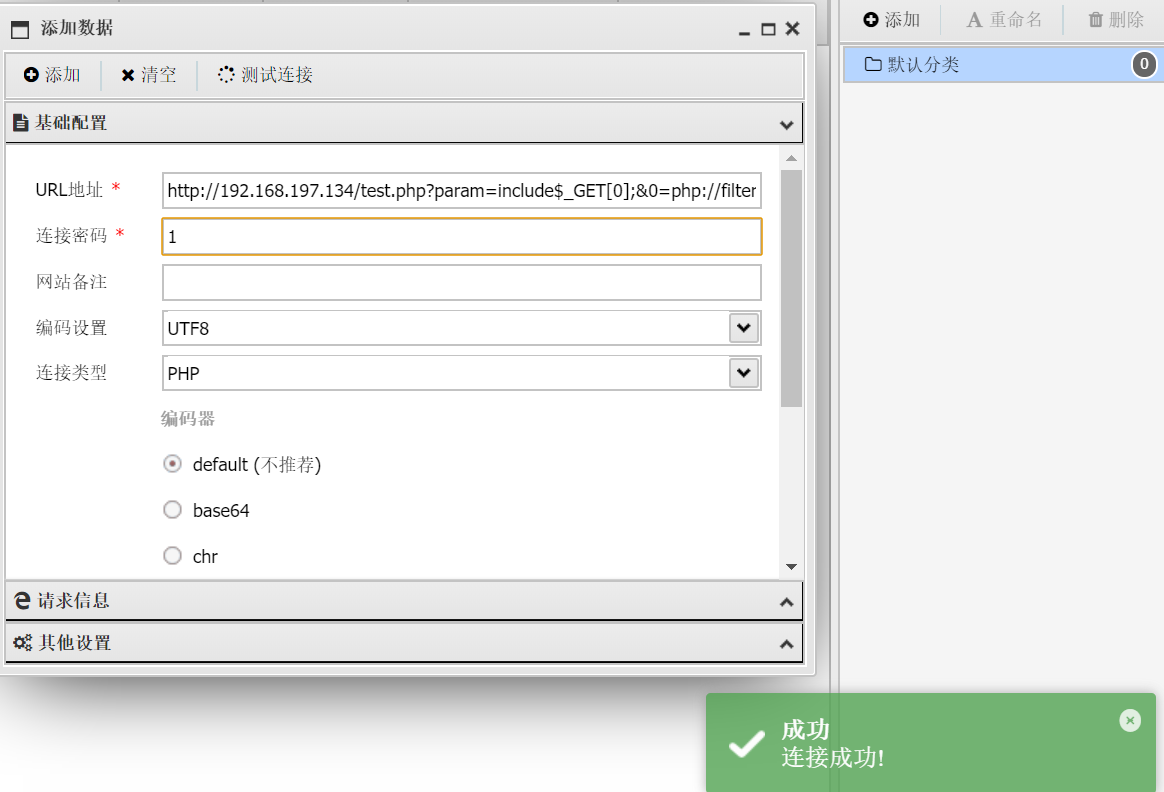 添加数据
添加 清空 测试连接
基础配置
URL地址 * http://192.168.197.134/test.php?param=include$_GET[0];&0=php://filter
连接密码 * 1
网站备注
编码设置 UTF8
连接类型 PHP
编码器
default (不推荐)
base64
chr
请求信息
其他设置
添加 A 重命名 删除
默认分类 0
成功
连接成功!